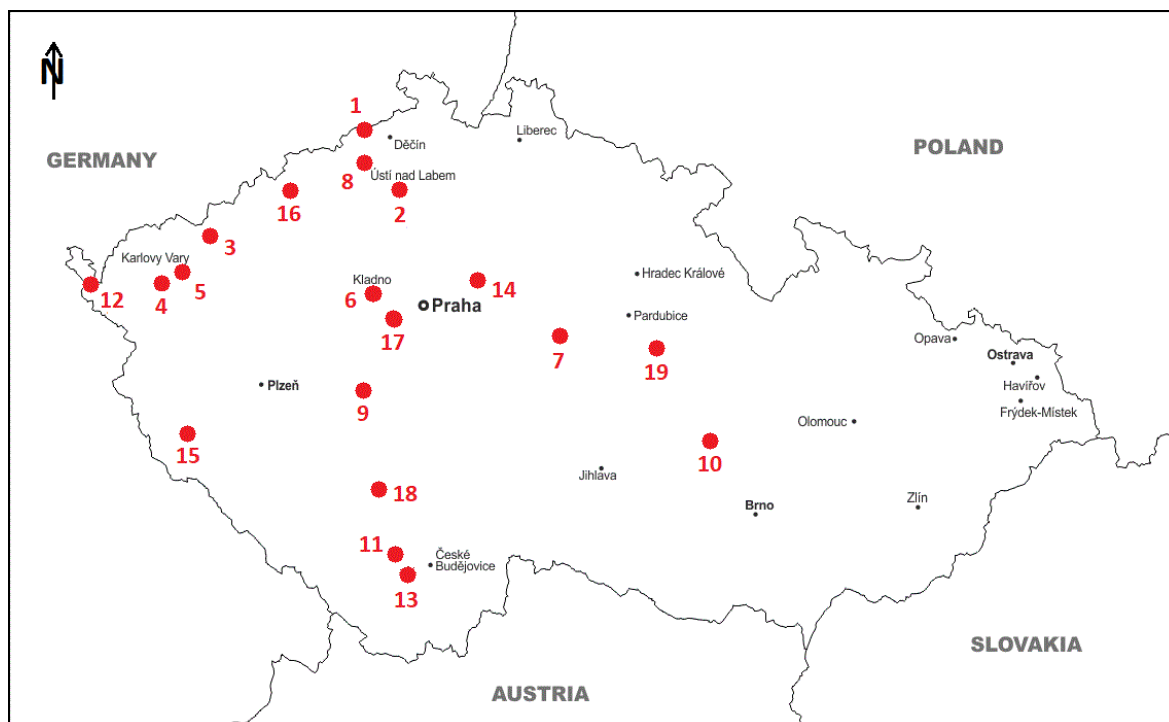 N
GERMANY
POLAND
1
Děčín
Liberec
8
Ústí nad Labem
16
2
3
Karlovy Vary
5
4
12
Kladno
6
14
Praha
17
Hradec Králové
Pardubice
7
19
Opava
Ostrava
Havířov
Frýdek-Místek
Plzeň
9
15
Olomouc
10
Jihlava
18
Brno
Zlín
11
České
Budějovice
13
SLOVAKIA
AUSTRIA